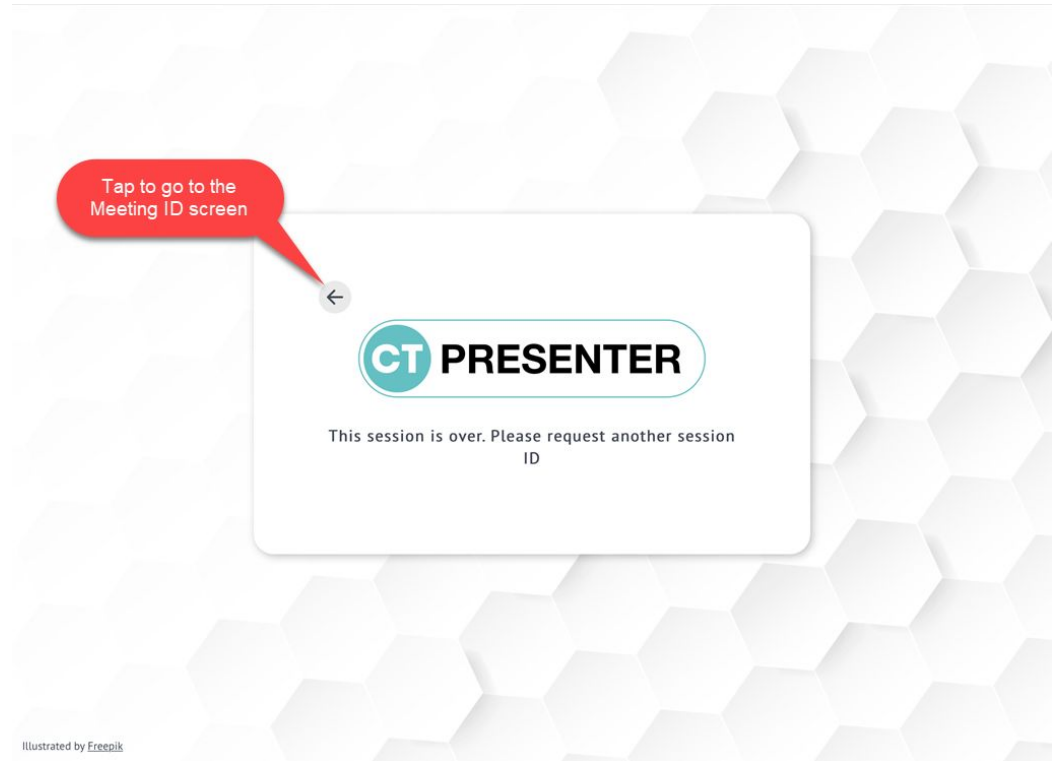 Tap to go to the
Meeting ID screen
CT PRESENTER
This session is over. Please request another session
ID
Illustrated by Freepik